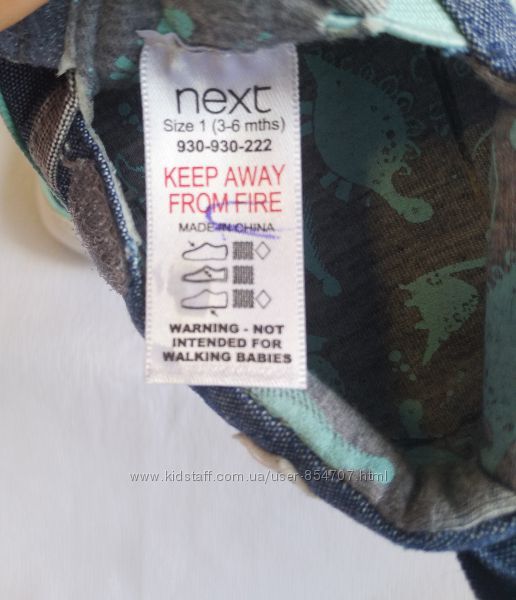 next
Size 1 (3-6 mths)
930-930-222
KEEP AWAY
FROM FIRE
MADE IN CHINA
WARNING - NOT
INTENDED FOR
WALKING BABIES
www.kidstaff.com.ua/user-854707.html